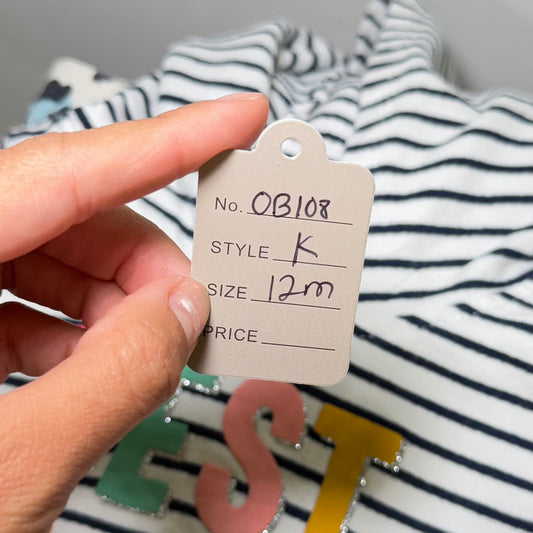 No. OB108
STYLE K
SIZE 12m
PRICE
EST